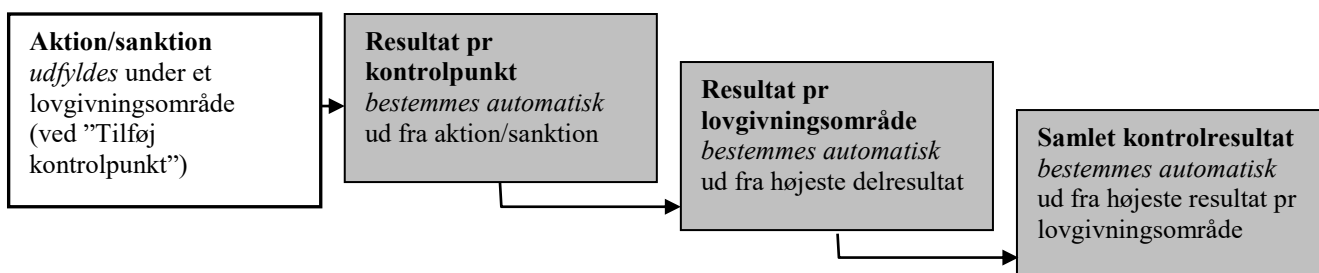 Aktion/sanktion
udfyldes under et
lovgivningsområde
(ved ”Tilføj
kontrolpunkt”)
Resultat pr
kontrolpunkt
bestemmes automatisk
ud fra aktion/sanktion
Resultat pr
lovgivningsområde
bestemmes automatisk
ud fra højeste delresultat
Samlet kontrolresultat
bestemmes automatisk
ud fra højeste resultat pr
lovgivningsområde